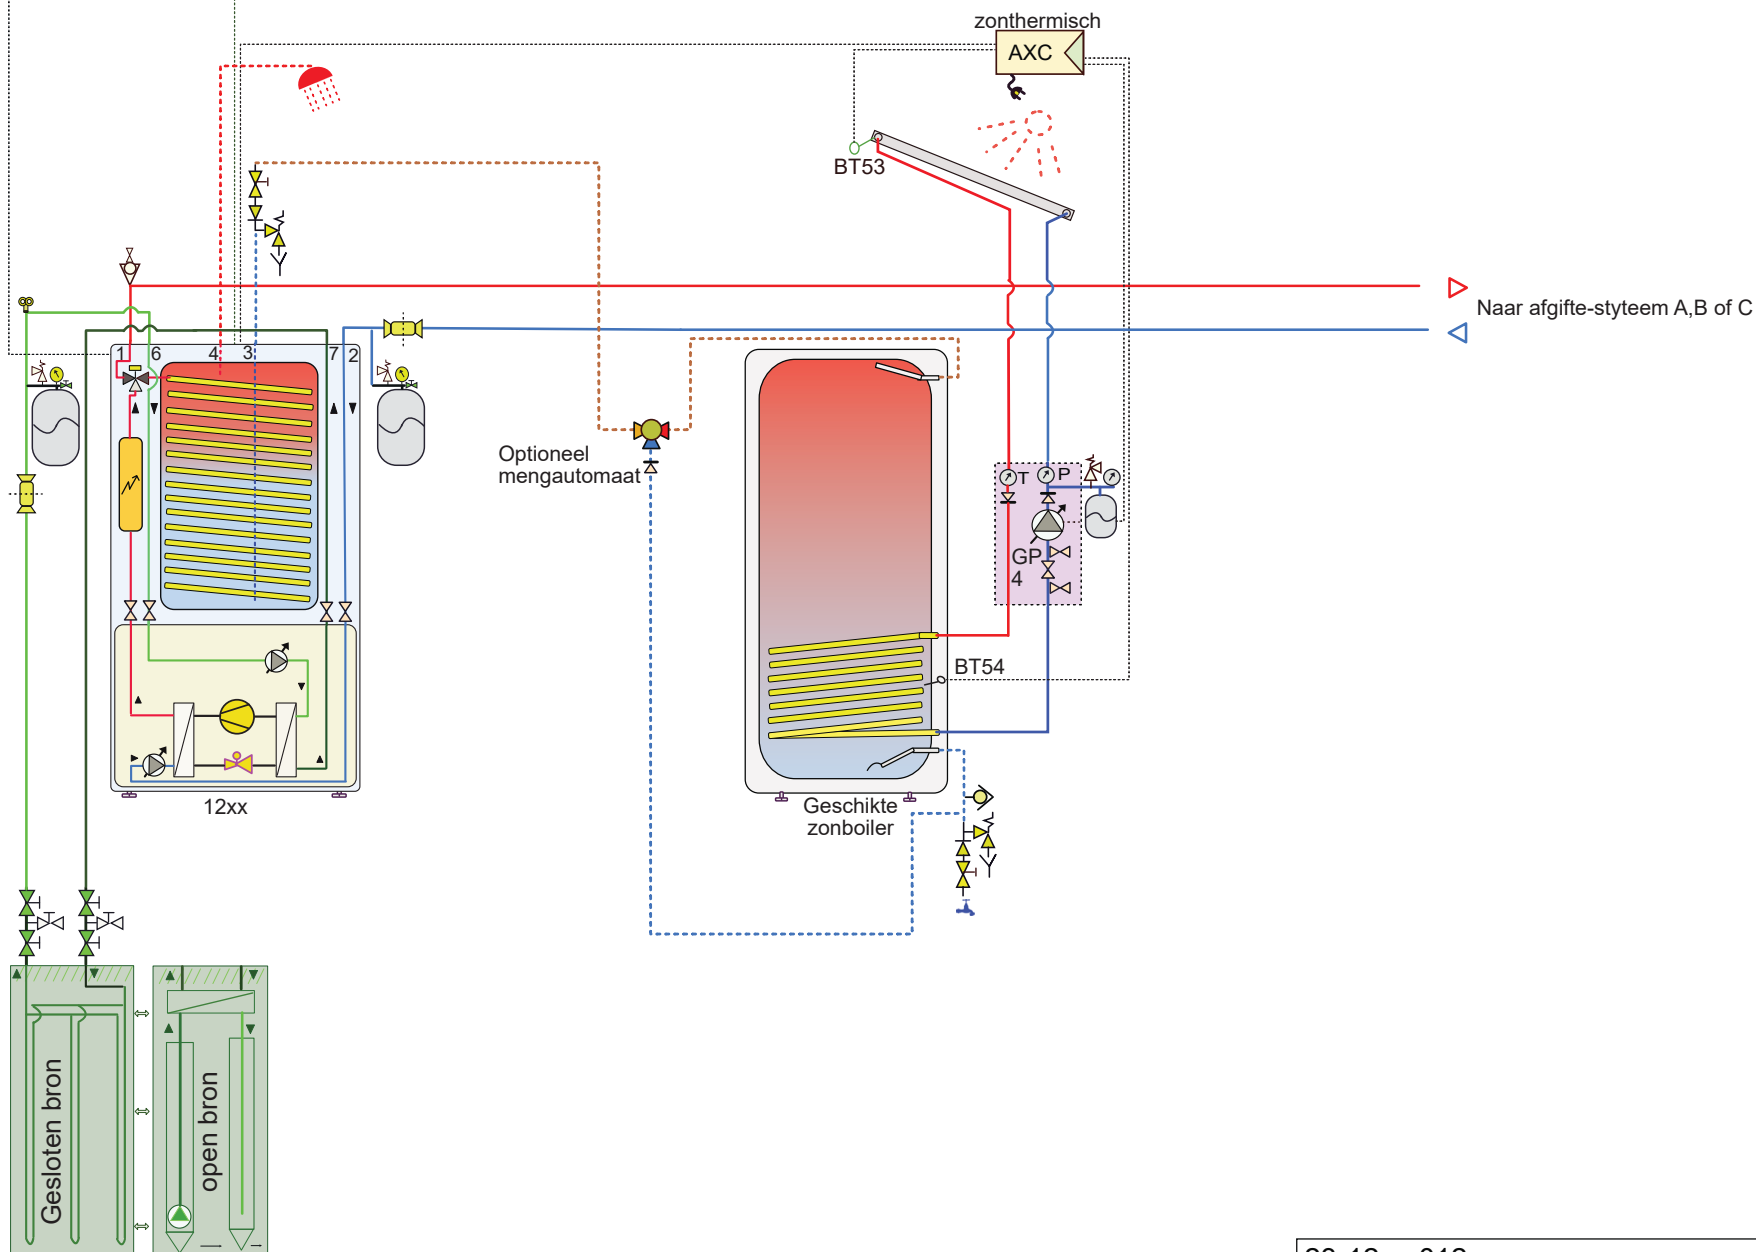 zonthermisch
AXC
BT53
Naar afgifte-styteem A,B of C
1 6 4 3 7 2
Optioneel
mengautomaat
T P
GP
4
BT54
12xx
Geschikte
zonboiler
Gesloten bron
open bron